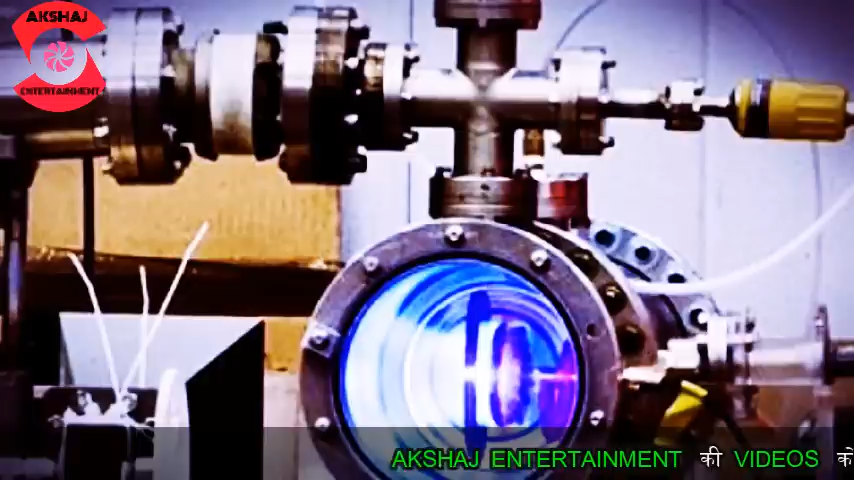 AKSHAJ
ENTERTAINMENT
AKSHAJ ENTERTAINMENT की VIDEOS को